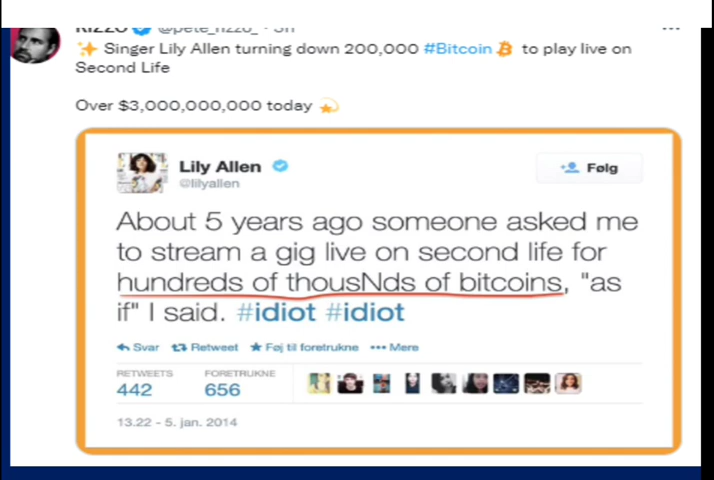 RIZZO @pete_rizzo_ · 3h
✨ Singer Lily Allen turning down 200,000 #Bitcoin to play live on
Second Life
Over $3,000,000,000 today 💫
Lily Allen
@lilyallen
Følg
About 5 years ago someone asked me
to stream a gig live on second life for
hundreds of thousNds of bitcoins, "as
if" I said. #idiot #idiot
Svar Retweet Føj til foretrukne ••• Mere
RETWEETS FORETRUKNE
442 656
13.22 - 5. jan. 2014